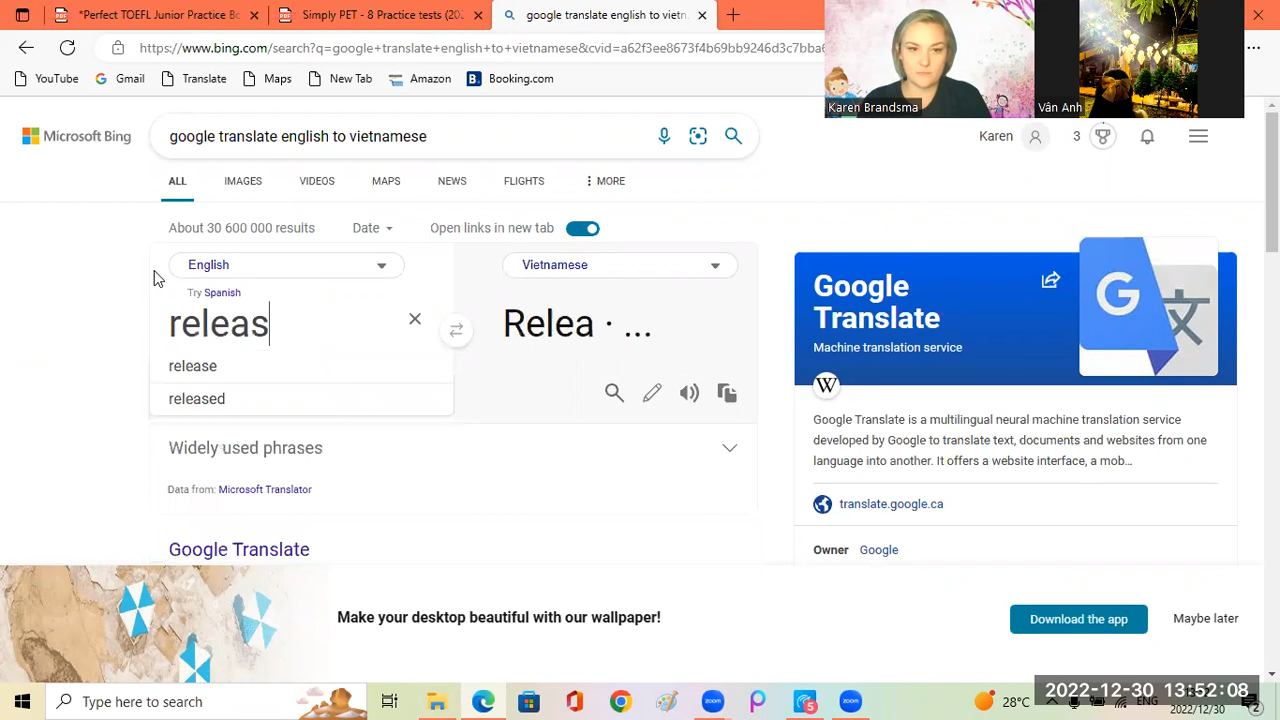 *Perfect TOEFL Junior Practice Bo
Simply PET - 8 Practice tests (202
google translate english to vietn
https://www.bing.com/search?q=google+translate+english+to+vietnamese&cvid=a62f3ee8673f4b69bb9246d3c7bba6
YouTube
Gmail
Translate
Maps
New Tab
Amazon
Booking.com
Karen Brandsma
Vân Anh
Microsoft Bing
google translate english to vietnamese
Karen
3
ALL
IMAGES
VIDEOS
MAPS
NEWS
FLIGHTS
MORE
About 30 600 000 results
Date
Open links in new tab
English
Vietnamese
Try Spanish
releas
Relea · ...
release
released
Widely used phrases
Data from: Microsoft Translator
Google Translate
Google
Translate
Machine translation service
W
Google Translate is a multilingual neural machine translation service
developed by Google to translate text, documents and websites from one
language into another. It offers a website interface, a mob…
translate.google.ca
Owner Google
Make your desktop beautiful with our wallpaper!
Download the app
Maybe later
Type here to search
zoom
5
zoom
28°C
ENG
2022-12-30 13:52:08
2022/12/30
2